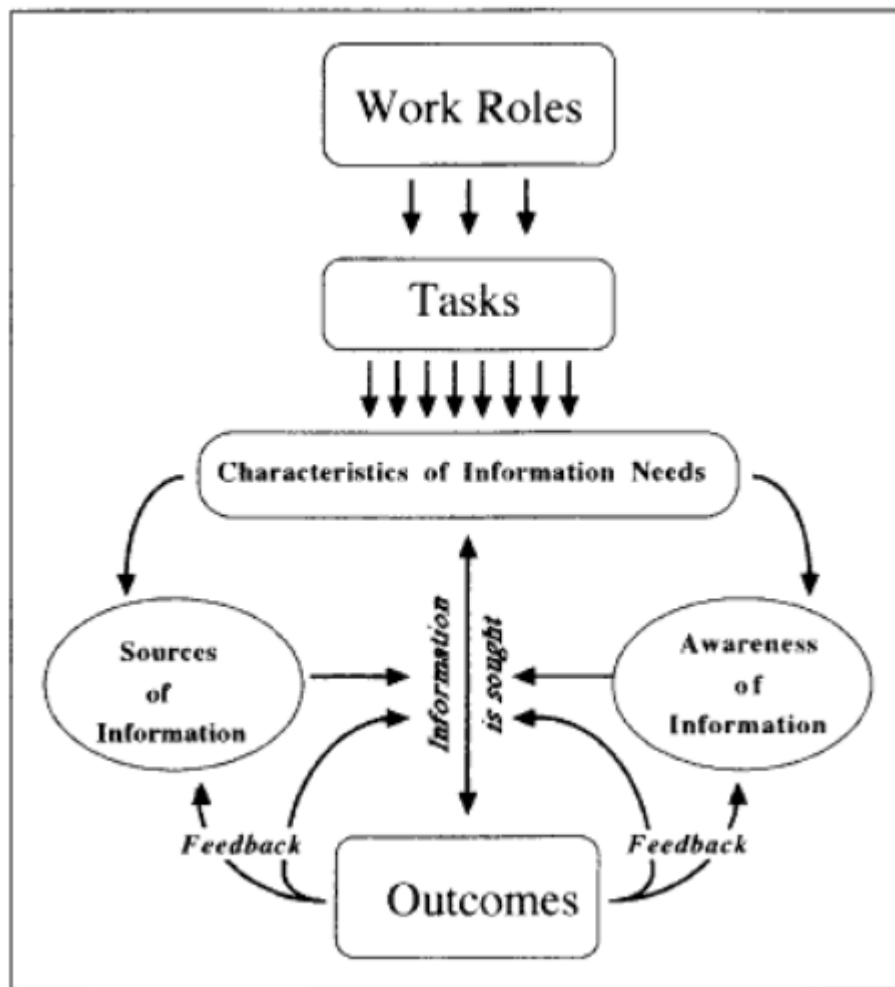 Work Roles
Tasks
Characteristics of Information Needs
Sources
of
Information
Information
is sought
Awareness
of
Information
Feedback
Feedback
Outcomes